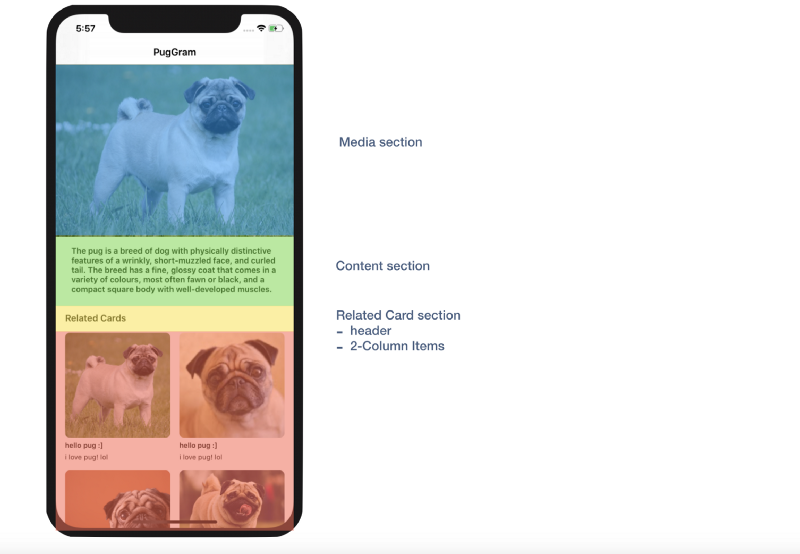 5:57
PugGram
Media section
The pug is a breed of dog with physically distinctive
features of a wrinkly, short-muzzled face, and curled
tail. The breed has a fine, glossy coat that comes in a
variety of colours, most often fawn or black, and a
compact square body with well-developed muscles.
Content section
Related Cards
Related Card section
- header
- 2-Column Items
hello pug :]
i love pug! lol
hello pug :]
i love pug! lol